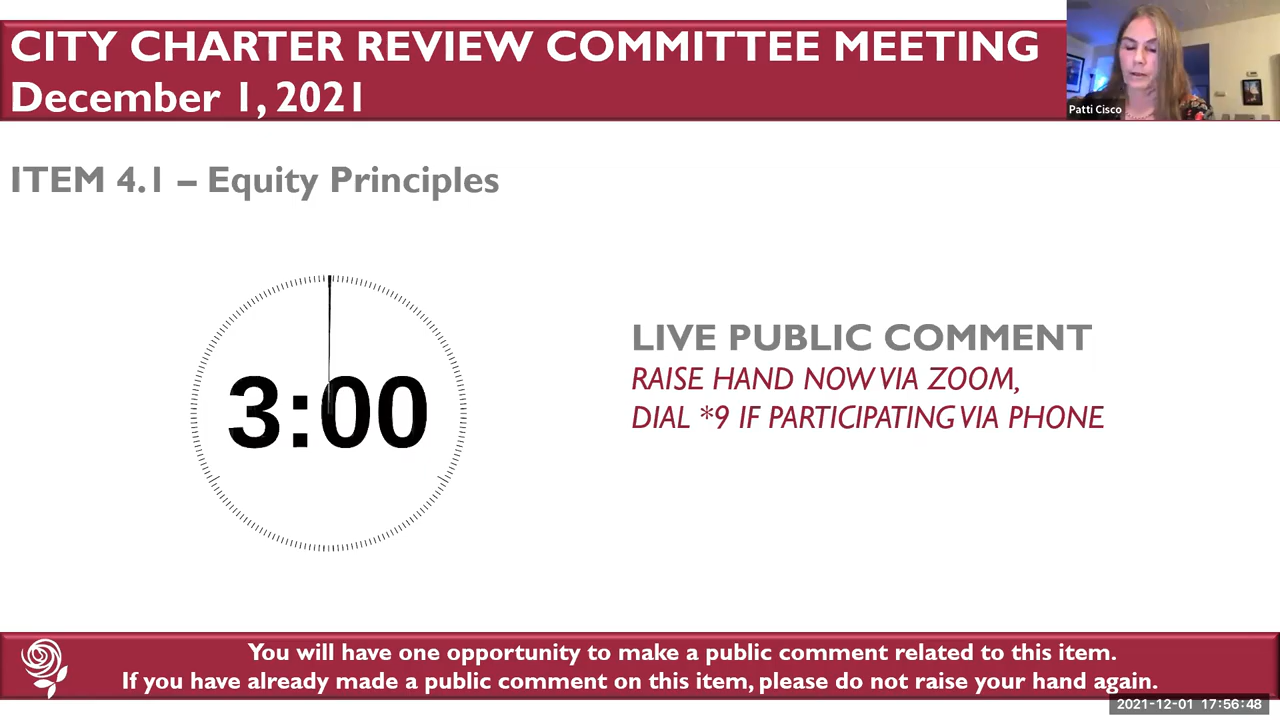 CITY CHARTER REVIEW COMMITTEE MEETING
December 1, 2021
Patti Cisco
ITEM 4.1 – Equity Principles
3:00
LIVE PUBLIC COMMENT
RAISE HAND NOW VIA ZOOM,
DIAL *9 IF PARTICIPATING VIA PHONE
You will have one opportunity to make a public comment related to this item.
If you have already made a public comment on this item, please do not raise your hand again.
2021-12-01 17:56:48